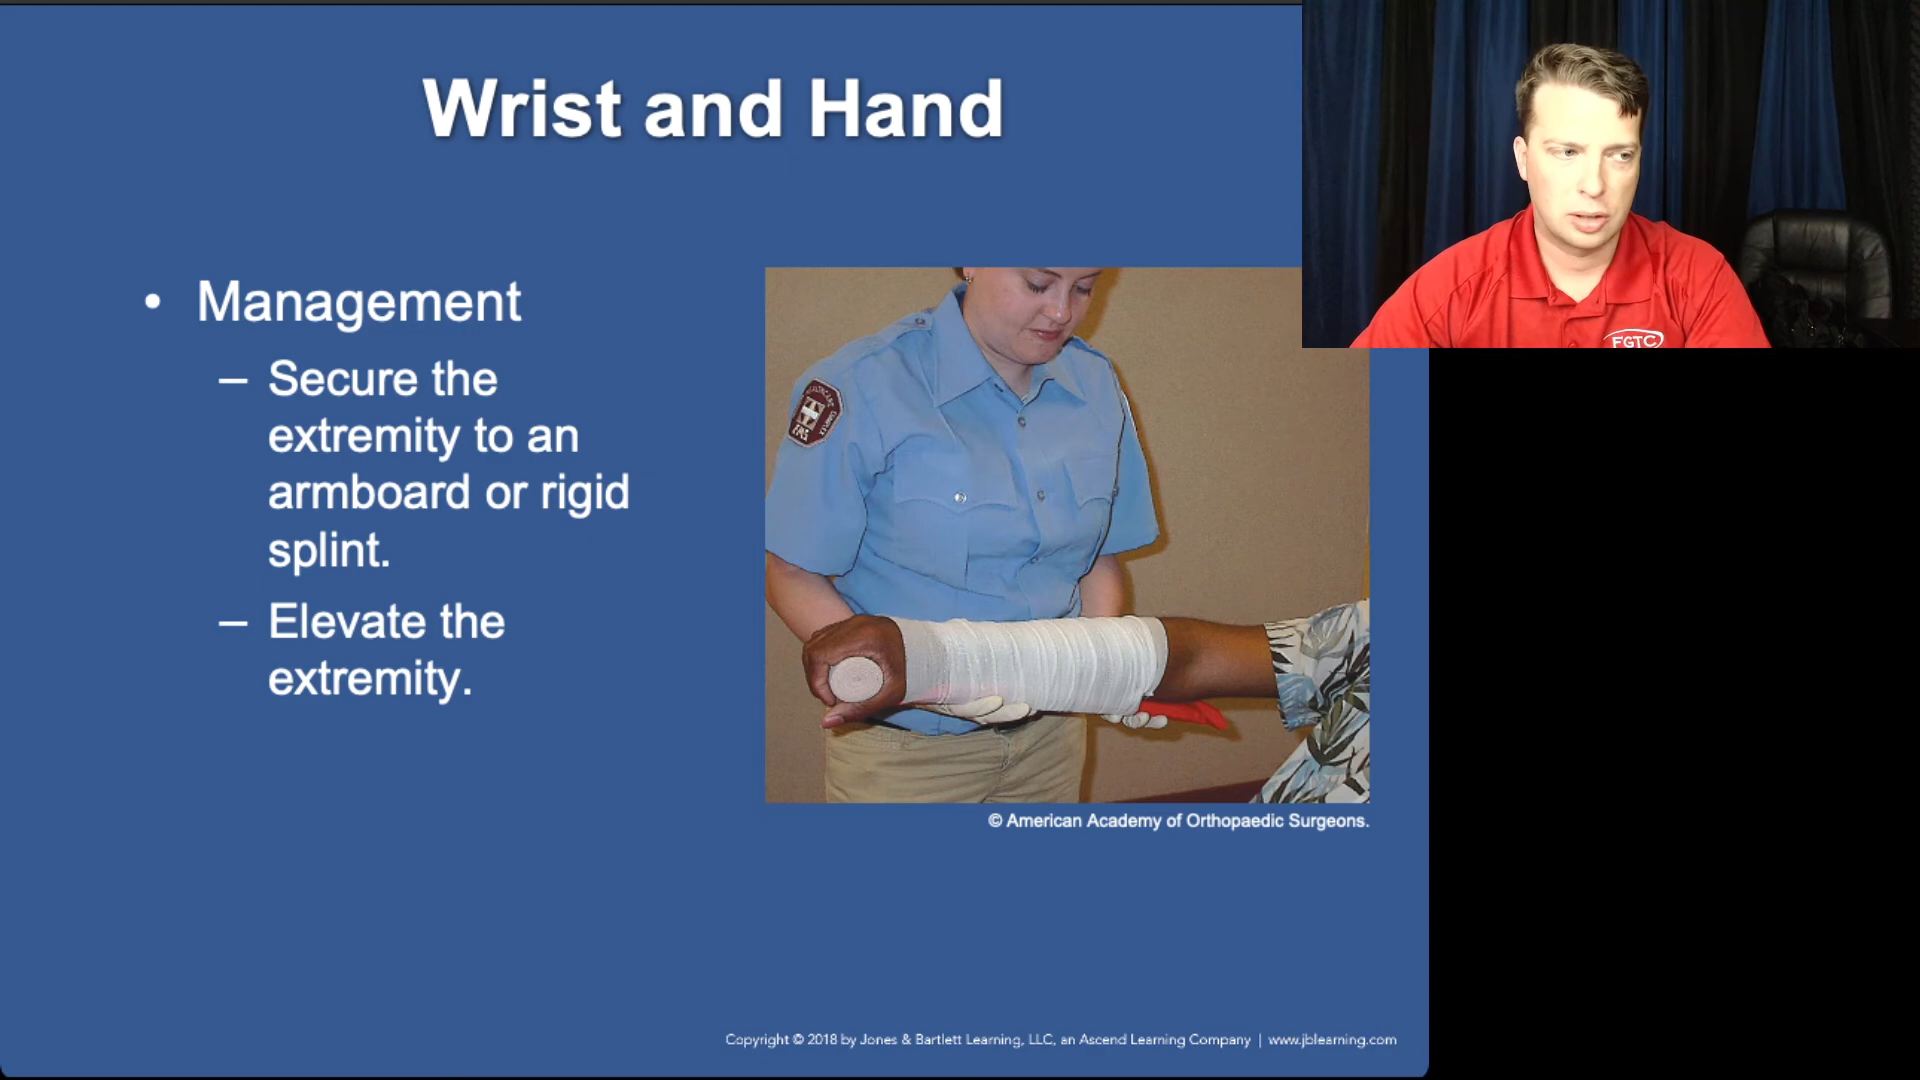 Wrist and Hand
• Management
– Secure the
extremity to an
armboard or rigid
splint.
– Elevate the
extremity.
FGTC
© American Academy of Orthopaedic Surgeons.
Copyright © 2018 by Jones & Bartlett Learning, LLC, an Ascend Learning Company | www.jblearning.com